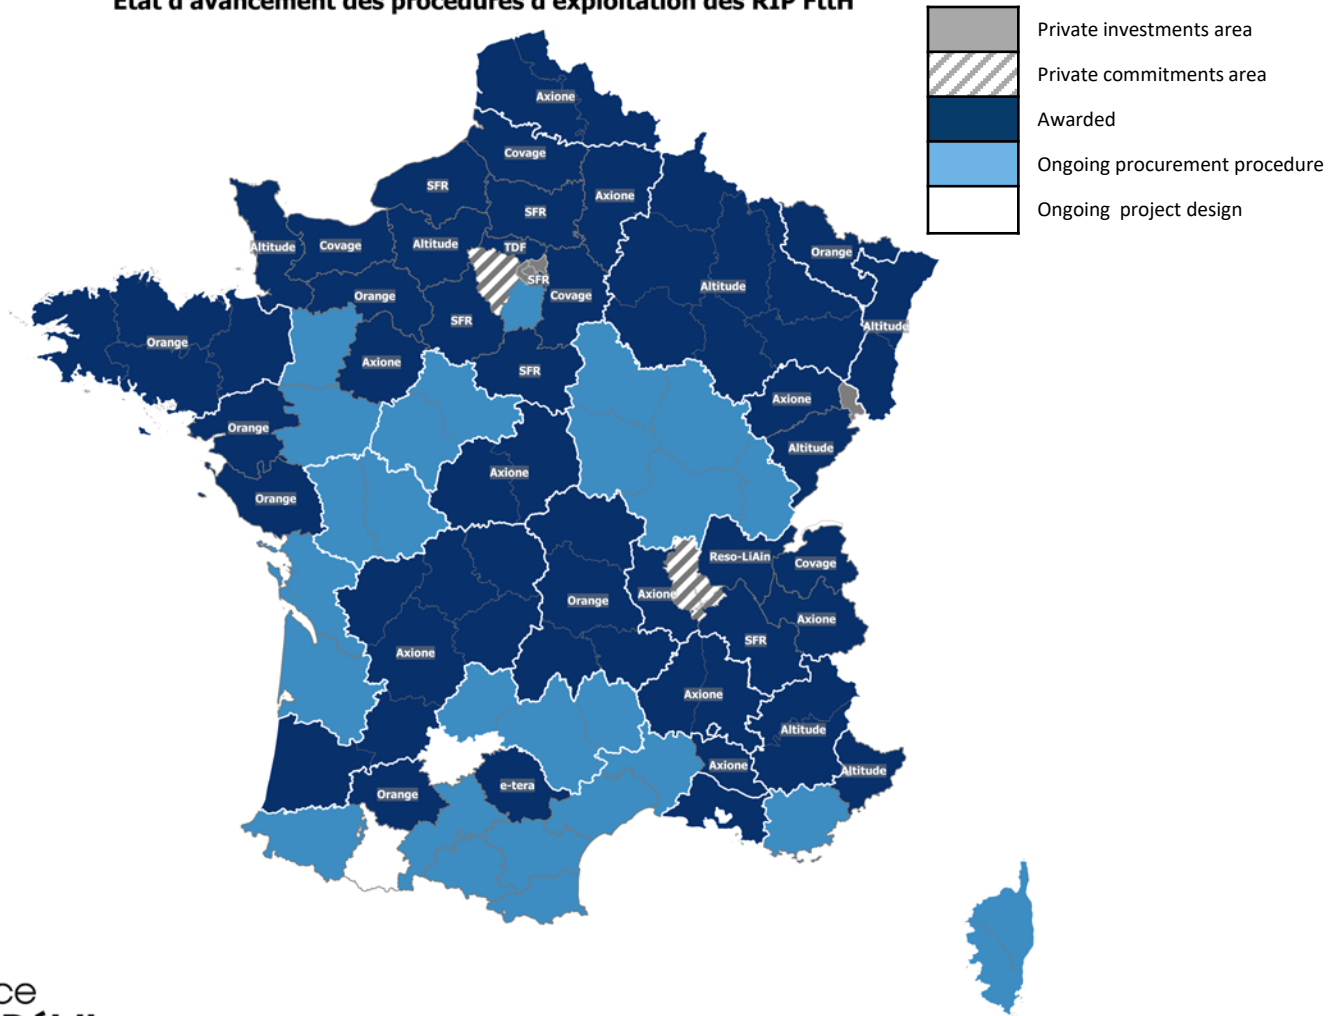 Etat d'avancement des procédures d'exploitation des RIP FttH
Private investments area
Private commitments area
Awarded
Ongoing procurement procedure
Ongoing project design
Axione
Covage
SFR
Axione
SFR
Altitude
Covage
Altitude
TDF
Orange
SFR
Altitude
Orange
Covage
SFR
Altitude
Orange
Axione
SFR
Axione
Orange
Altitude
Axione
Orange
Reso-LiAin
Covage
Axione
Orange
Axione
SFR
Axione
Axione
Altitude
Axione
Altitude
e-tera
Orange
ce